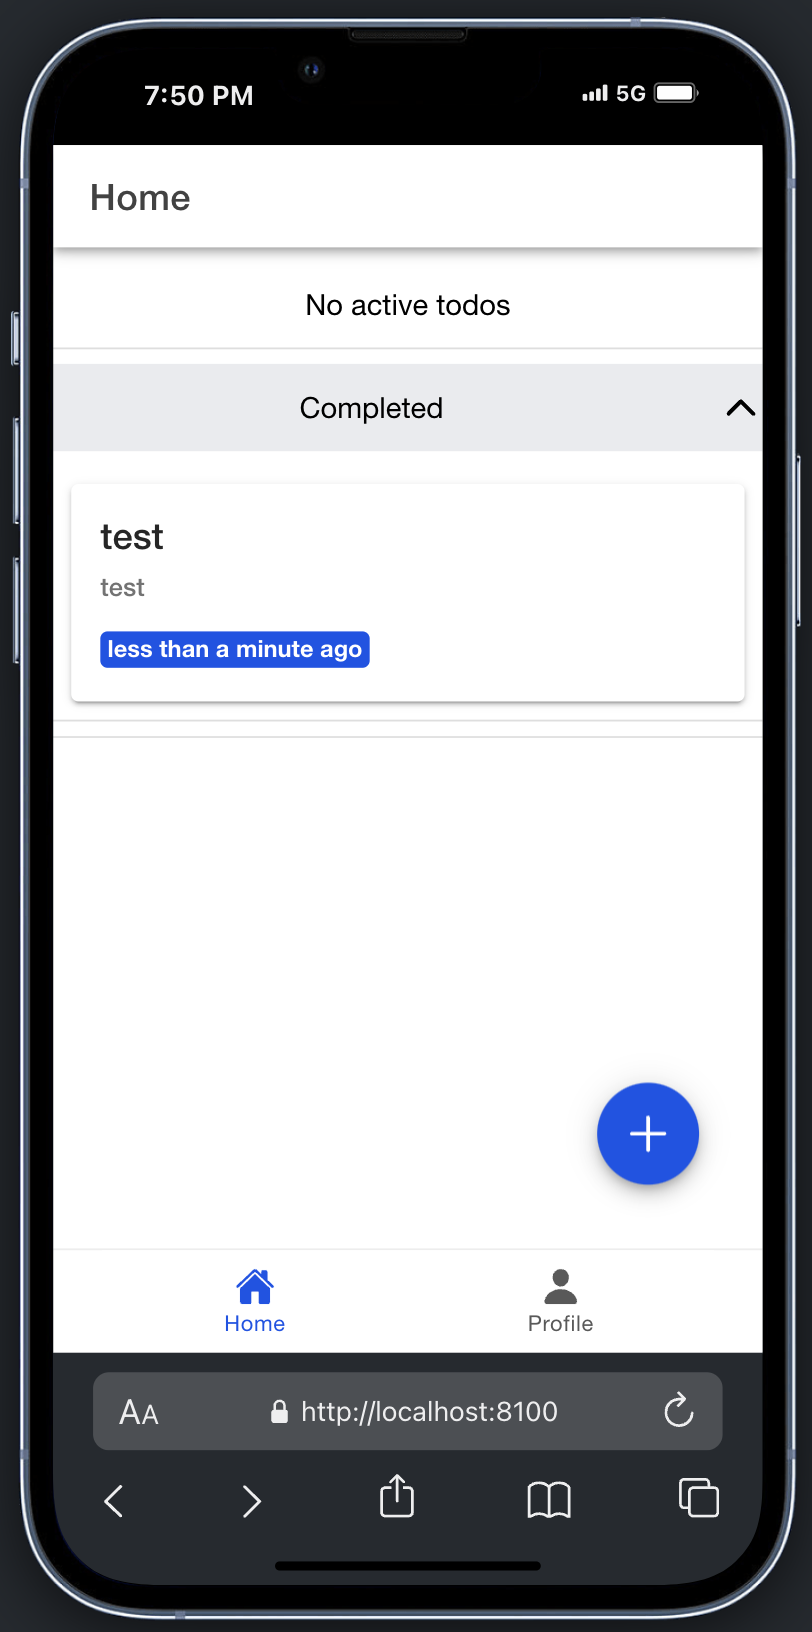 7:50 PM 5G
Home
No active todos
Completed
test
test
less than a minute ago
Home Profile
AA http://localhost:8100